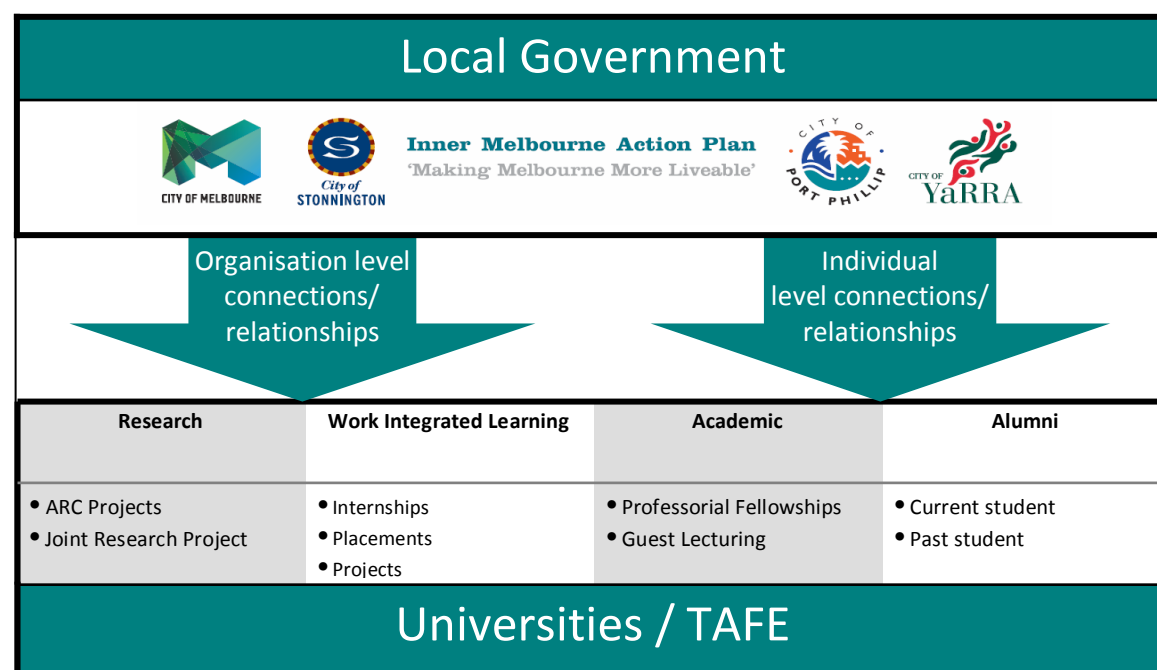 Local Government
CITY OF MELBOURNE
S
City of
STONNINGTON
Inner Melbourne Action Plan
‘Making Melbourne More Liveable’
CITY OF
PORT PHILLIP
CITY OF
YaRRA
Organisation level
connections/
relationships
Individual
level connections/
relationships
Research
Work Integrated Learning
Academic
Alumni
• ARC Projects
• Joint Research Project
• Internships
• Placements
• Projects
• Professorial Fellowships
• Guest Lecturing
• Current student
• Past student
Universities / TAFE